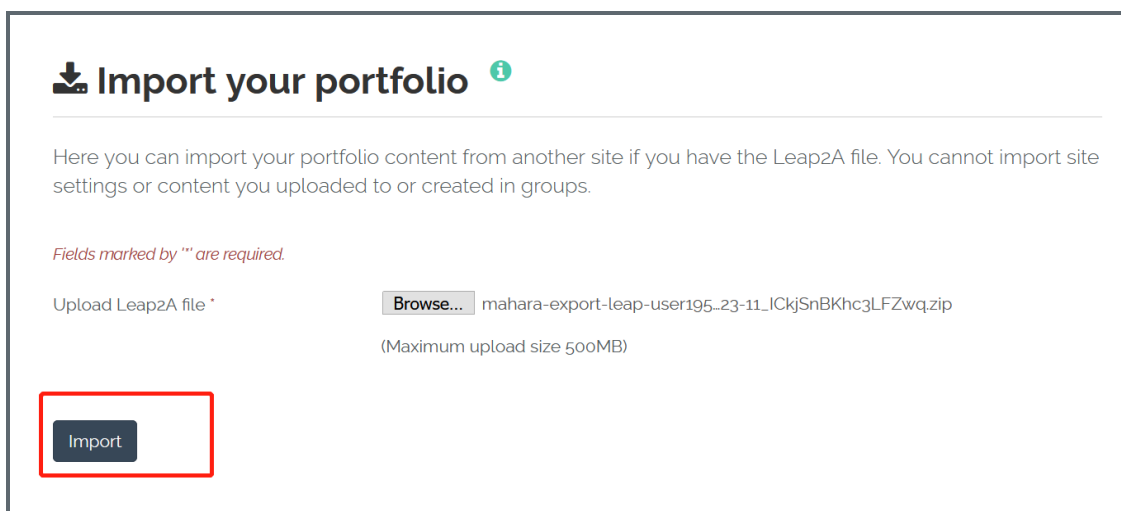 Import your portfolio
Here you can import your portfolio content from another site if you have the Leap2A file. You cannot import site
settings or content you uploaded to or created in groups.
Fields marked by '*' are required.
Upload Leap2A file *
Browse... mahara-export-leap-user195…23-11_ICkjSnBKhc3LFZwq.zip
(Maximum upload size 500MB)
Import